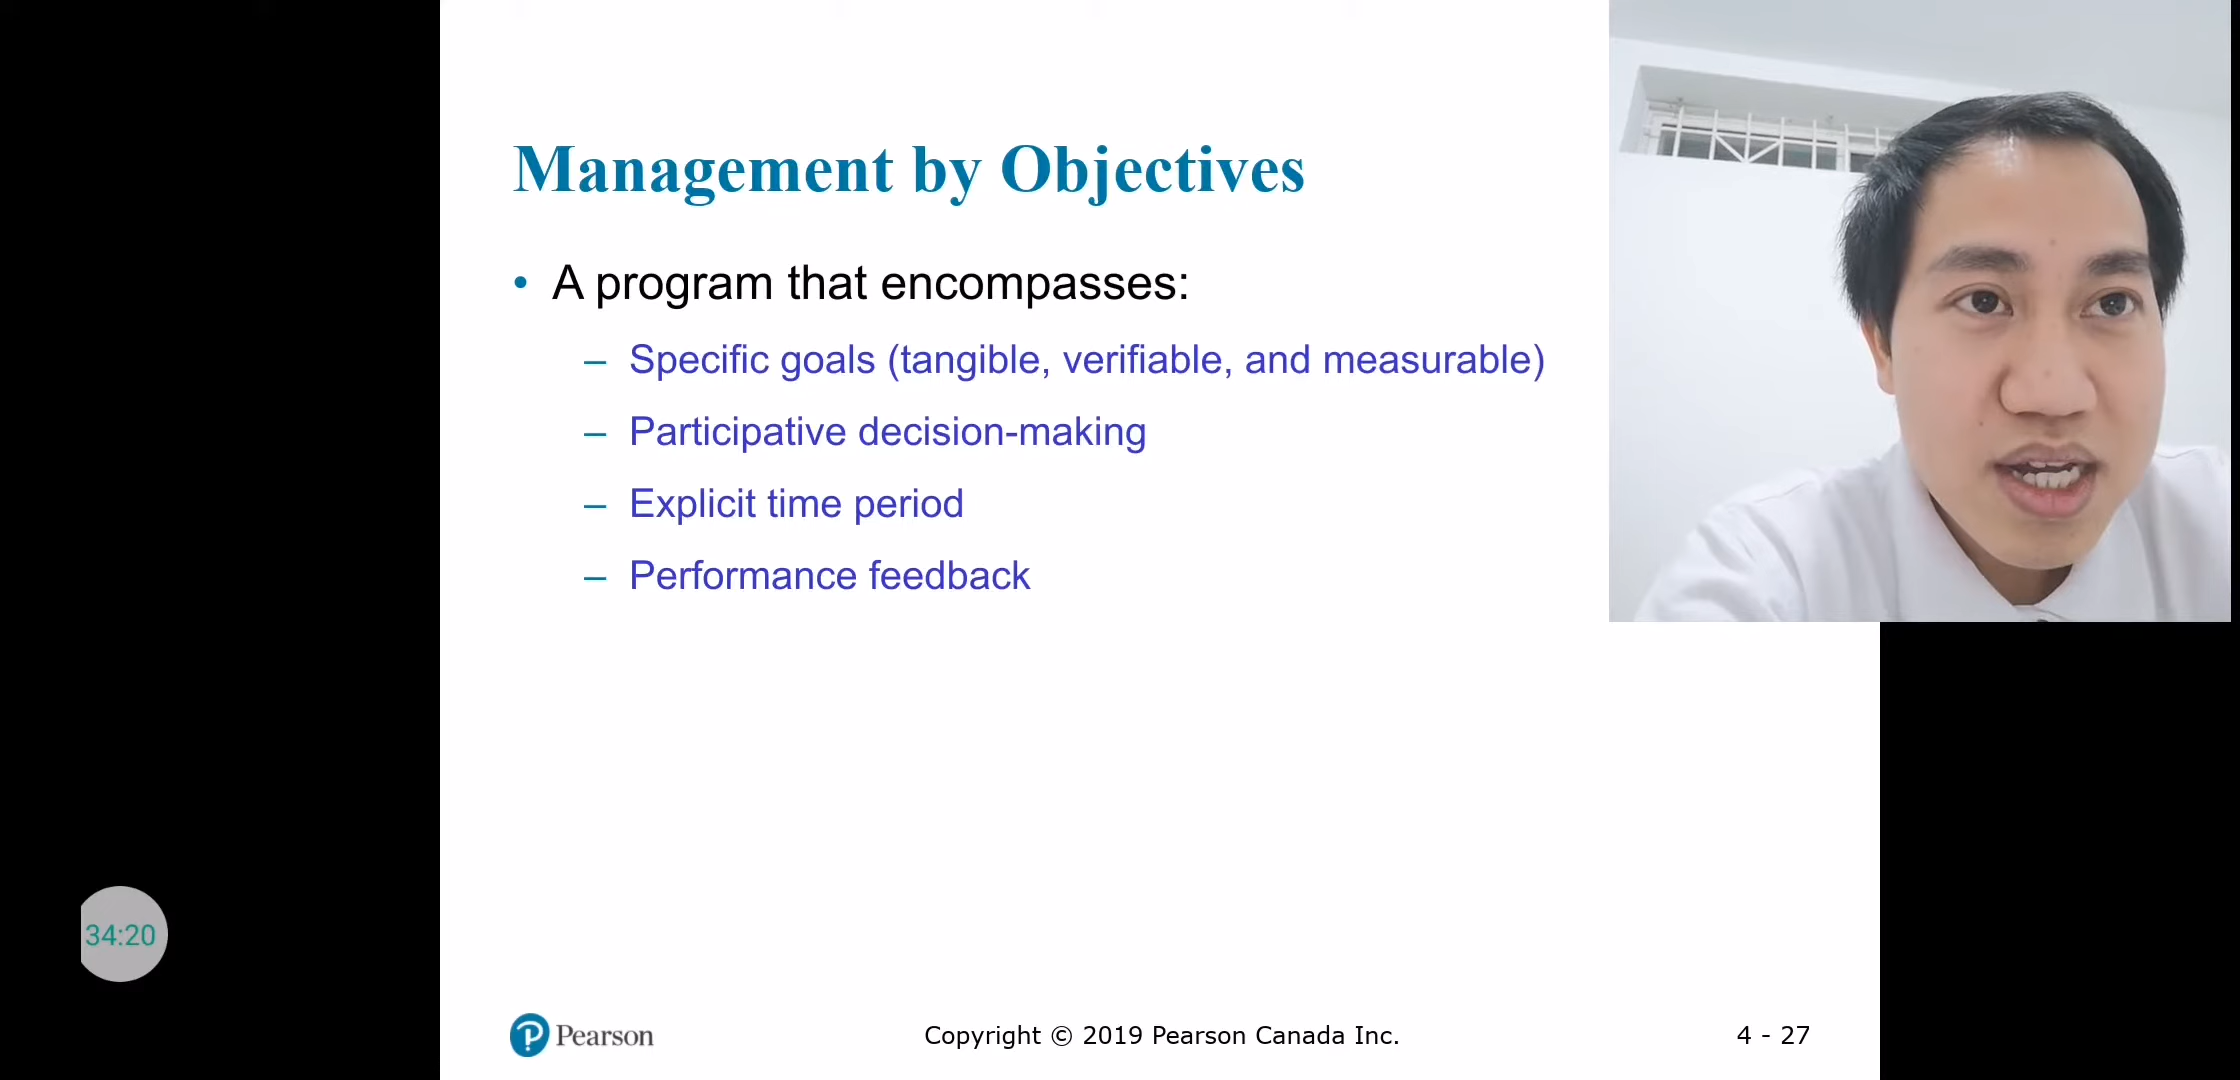 Management by Objectives
• A program that encompasses:
– Specific goals (tangible, verifiable, and measurable)
– Participative decision-making
– Explicit time period
– Performance feedback
34:20
Pearson
Copyright © 2019 Pearson Canada Inc.
4 - 27